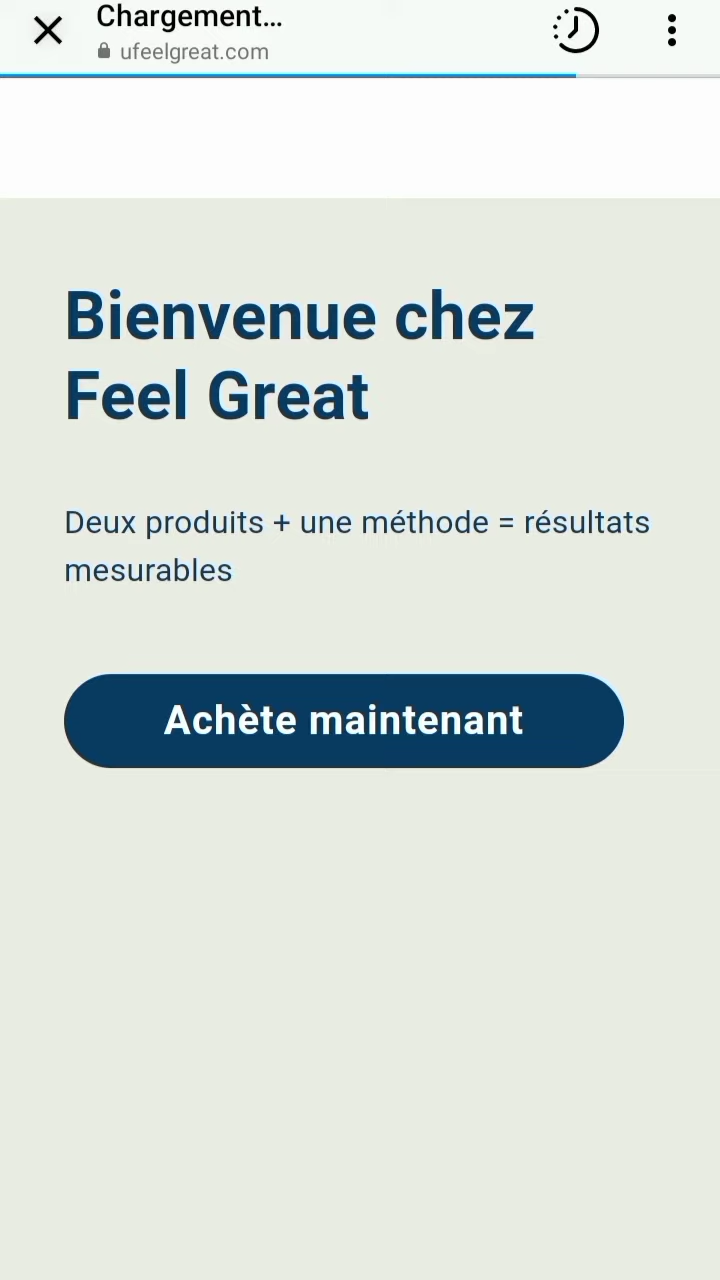 Chargement...
ufeelgreat.com
Bienvenue chez
Feel Great
Deux produits + une méthode = résultats
mesurables
Achète maintenant